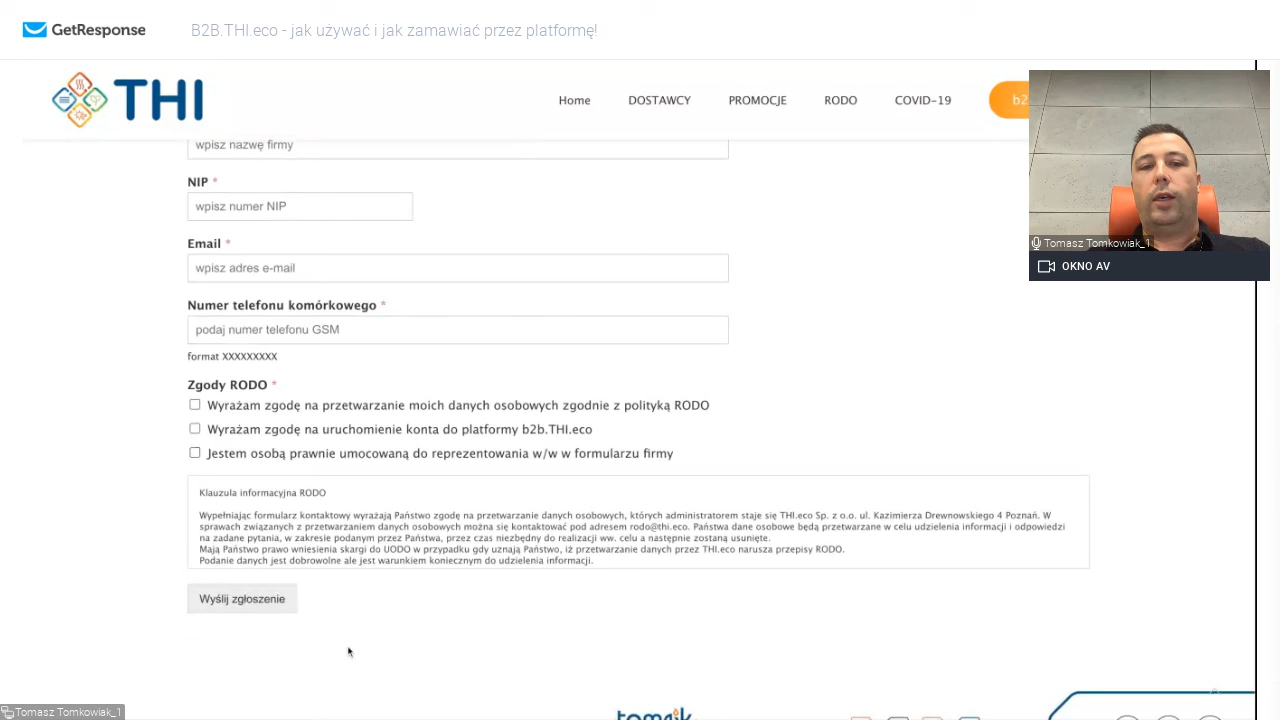 GetResponse
B2B.THI.eco - jak używać i jak zamawiać przez platformę!
THI
Home DOSTAWCY PROMOCJE RODO COVID-19 b2
wpisz nazwę firmy
NIP *
wpisz numer NIP
Email *
wpisz adres e-mail
Numer telefonu komórkowego *
podaj numer telefonu GSM
format XXXXXXXXX
Zgody RODO *
Wyrażam zgodę na przetwarzanie moich danych osobowych zgodnie z polityką RODO
Wyrażam zgodę na uruchomienie konta do platformy b2b.THI.eco
Jestem osobą prawnie umocowaną do reprezentowania w/w w formularzu firmy
Klauzula informacyjna RODO
Wypełniając formularz kontaktowy wyrażają Państwo zgodę na przetwarzanie danych osobowych, których administratorem staje się THI.eco Sp. z o.o. ul. Kazimierza Drewnowskiego 4 Poznań. W
sprawach związanych z przetwarzaniem danych osobowych można się kontaktować pod adresem rodo@thi.eco. Państwa dane osobowe będą przetwarzane w celu udzielenia informacji i odpowiedzi
na zadane pytania, w zakresie podanym przez Państwa, przez czas niezbędny do realizacji ww. celu a następnie zostaną usunięte.
Mają Państwo prawo wniesienia skargi do UODO w przypadku gdy uznają Państwo, iż przetwarzanie danych przez THI.eco narusza przepisy RODO.
Podanie danych jest dobrowolne ale jest warunkiem koniecznym do udzielenia informacji.
Wyślij zgłoszenie
Tomasz Tomkowiak_1
OKNO AV
Tomasz Tomkowiak_1